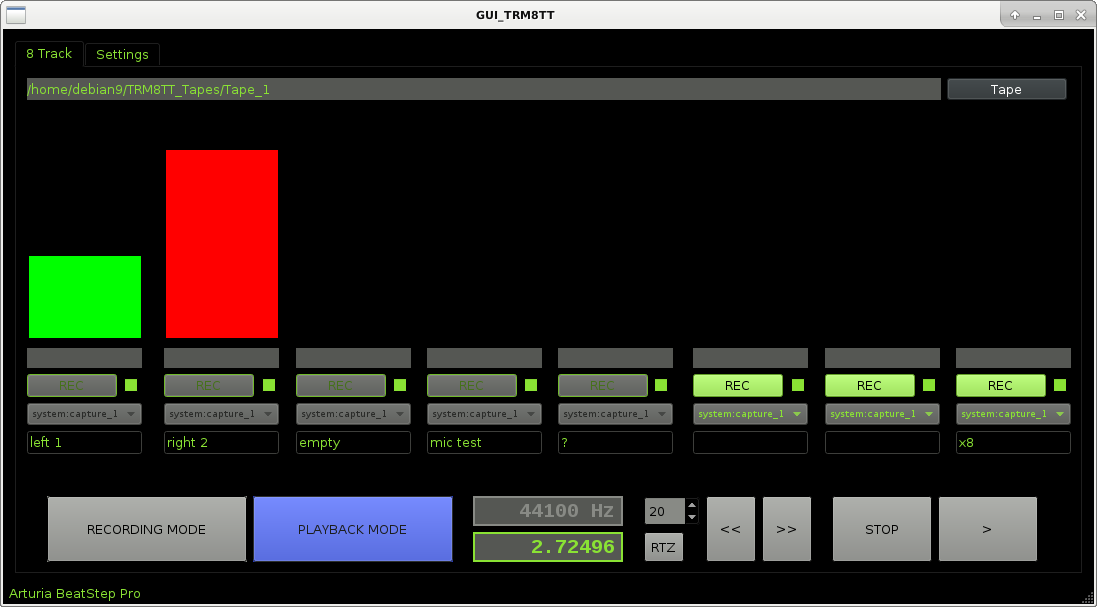 GUI_TRM8TT
8 Track Settings
/home/debian9/TRM8TT_Tapes/Tape_1 Tape
REC REC REC REC REC REC REC REC
system:capture_1 system:capture_1 system:capture_1 system:capture_1 system:capture_1 system:capture_1 system:capture_1 system:capture_1
left 1 right 2 empty mic test ? x8
RECORDING MODE PLAYBACK MODE 44100 Hz 20 << >> STOP >
2.72496 RTZ
Arturia BeatStep Pro